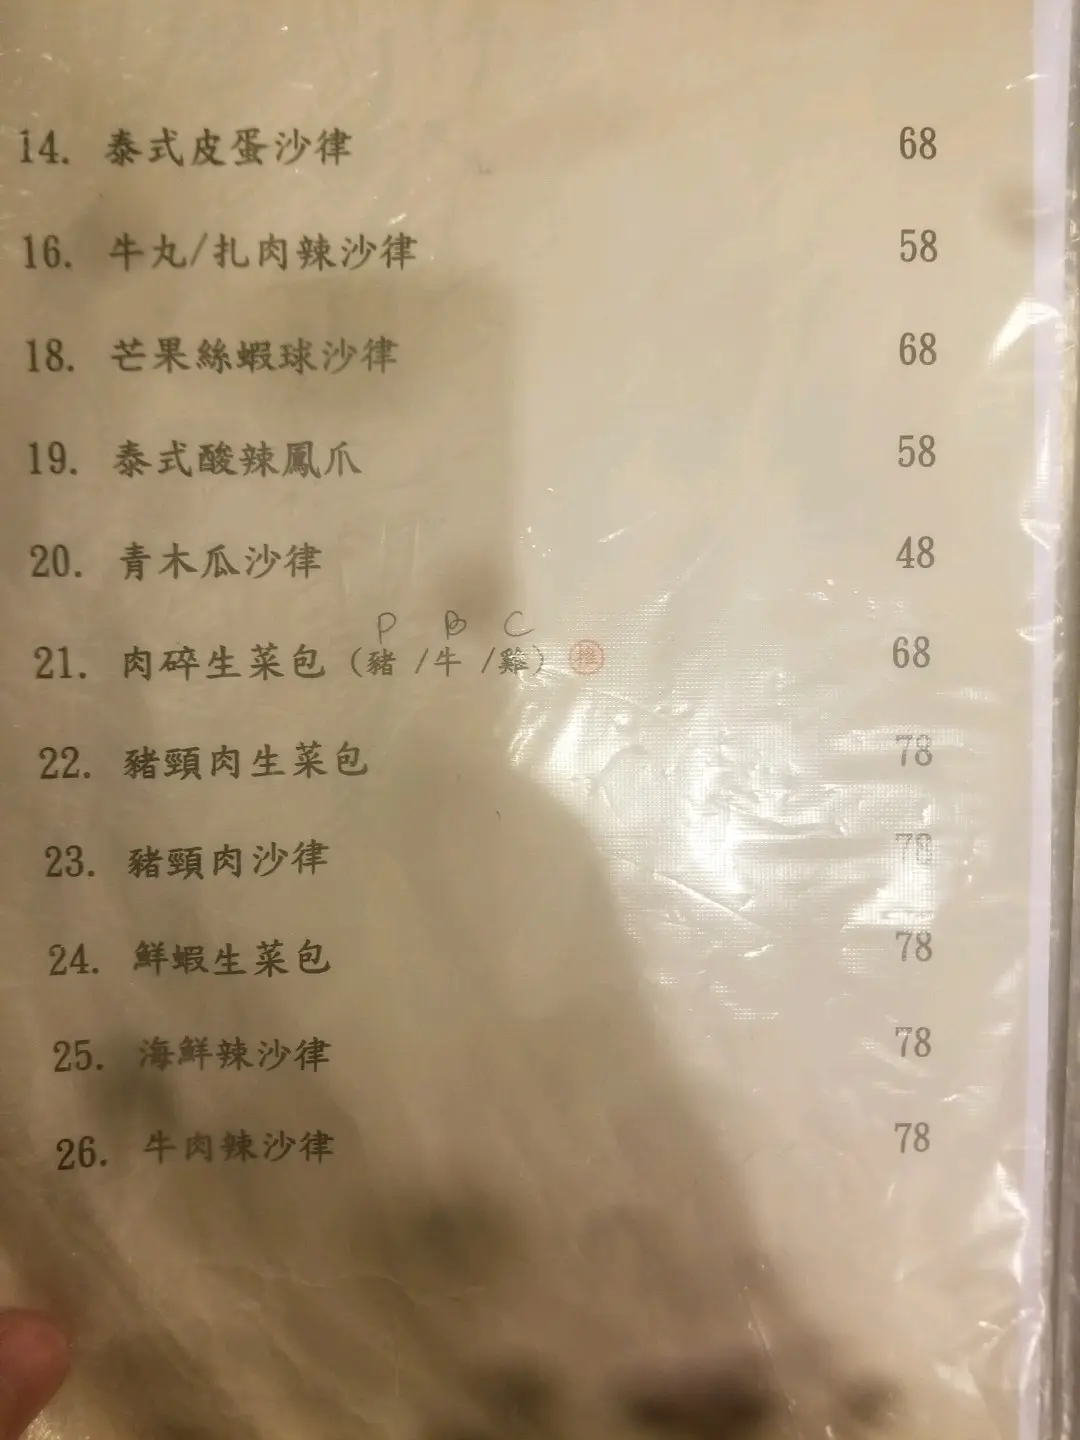 14. 泰式皮蛋沙律 68
16. 牛丸/扎肉辣沙律 58
18. 芒果絲蝦球沙律 68
19. 泰式酸辣鳳爪 58
20. 青木瓜沙律 48
P B C
21. 肉碎生菜包 (豬 /牛 /雞) 推 68
22. 豬頸肉生菜包 78
23. 豬頸肉沙律 78
24. 鮮蝦生菜包 78
25. 海鮮辣沙律 78
26. 牛肉辣沙律 78